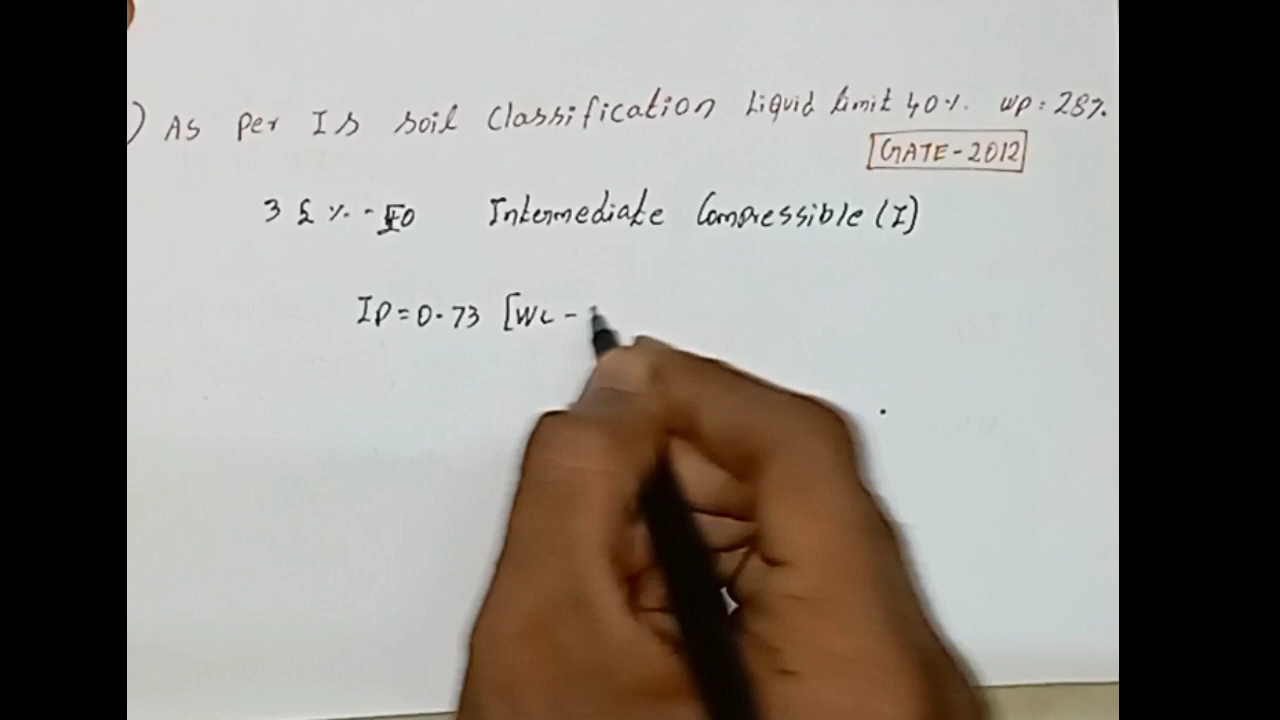 ) As per IS soil classification Liquid limit 40%. wp = 28%.
GATE-2012
35% - 50 Intermediate Compressible (I)
IP = 0.73 [WL -